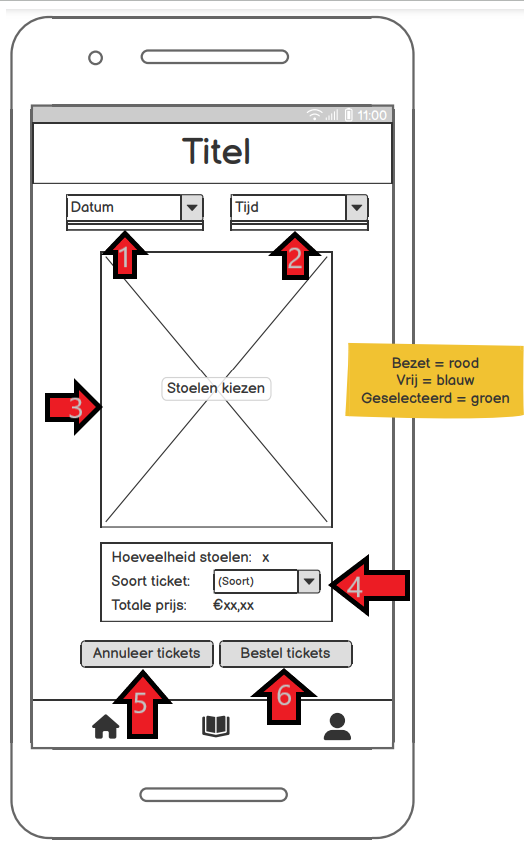 11:00
Titel
Datum
Tijd
1
2
Stoelen kiezen
Bezet = rood
Vrij = blauw
Geselecteerd = groen
3
Hoeveelheid stoelen: x
Soort ticket: (Soort)
Totale prijs: €xx,xx
4
Annuleer tickets
Bestel tickets
5
6